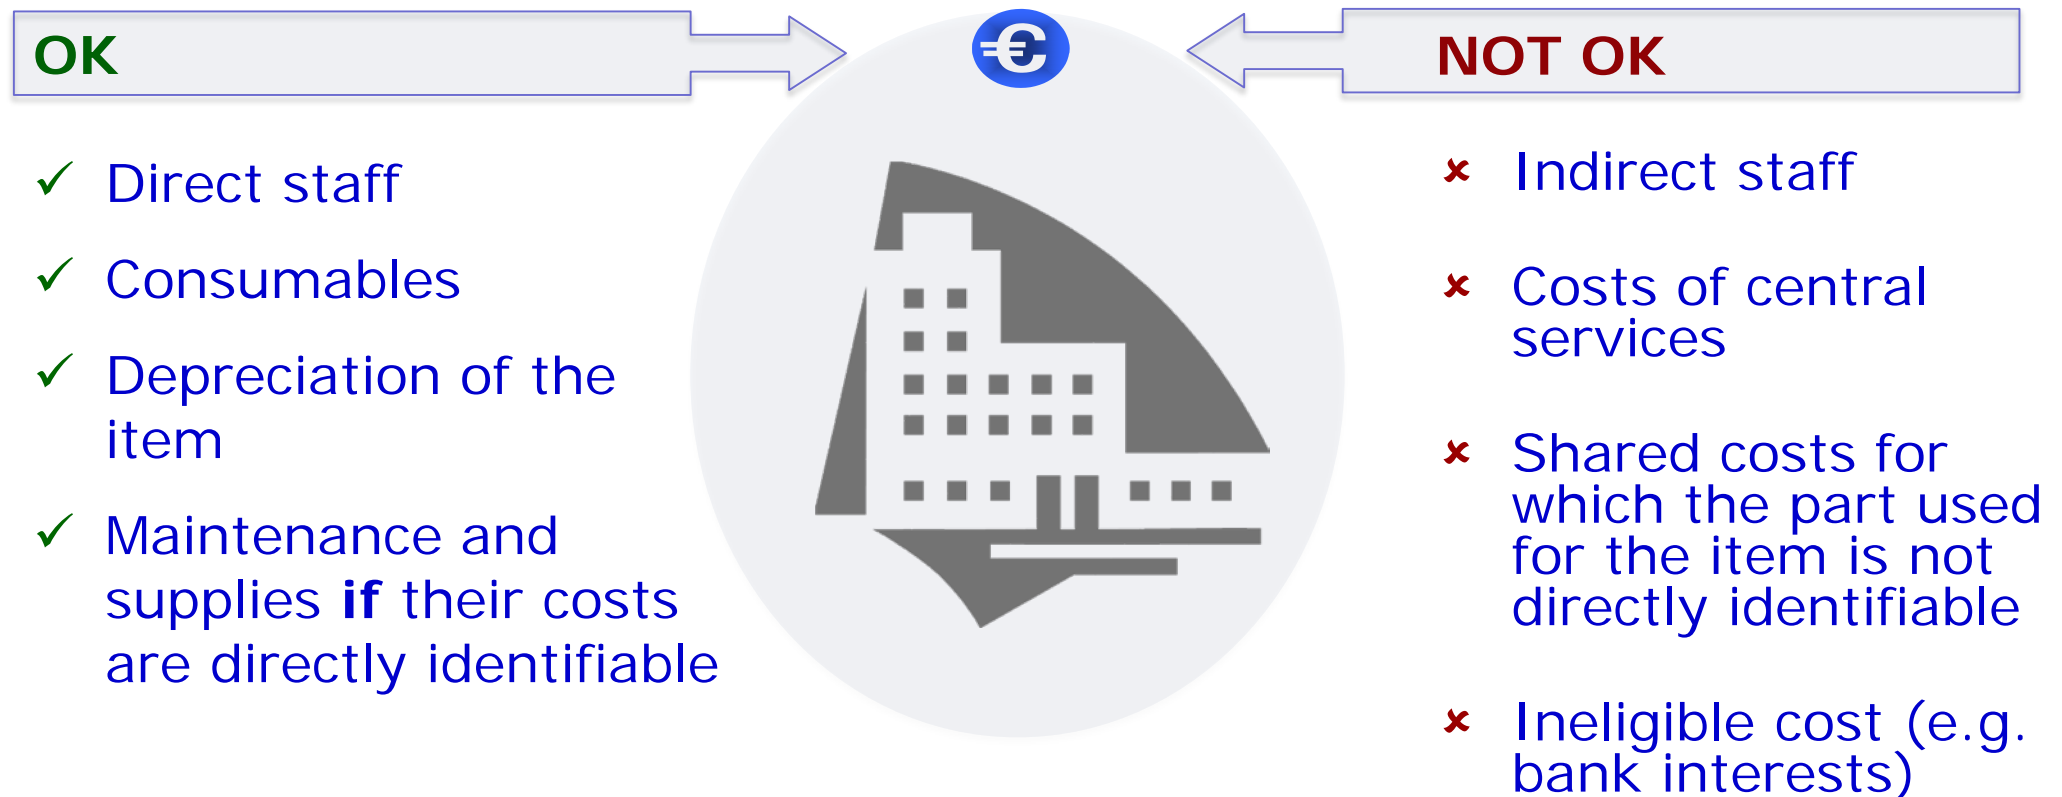 OK
✓ Direct staff
✓ Consumables
✓ Depreciation of the
item
✓ Maintenance and
supplies if their costs
are directly identifiable
€
NOT OK
✘ Indirect staff
✘ Costs of central
services
✘ Shared costs for
which the part used
for the item is not
directly identifiable
✘ Ineligible cost (e.g.
bank interests)